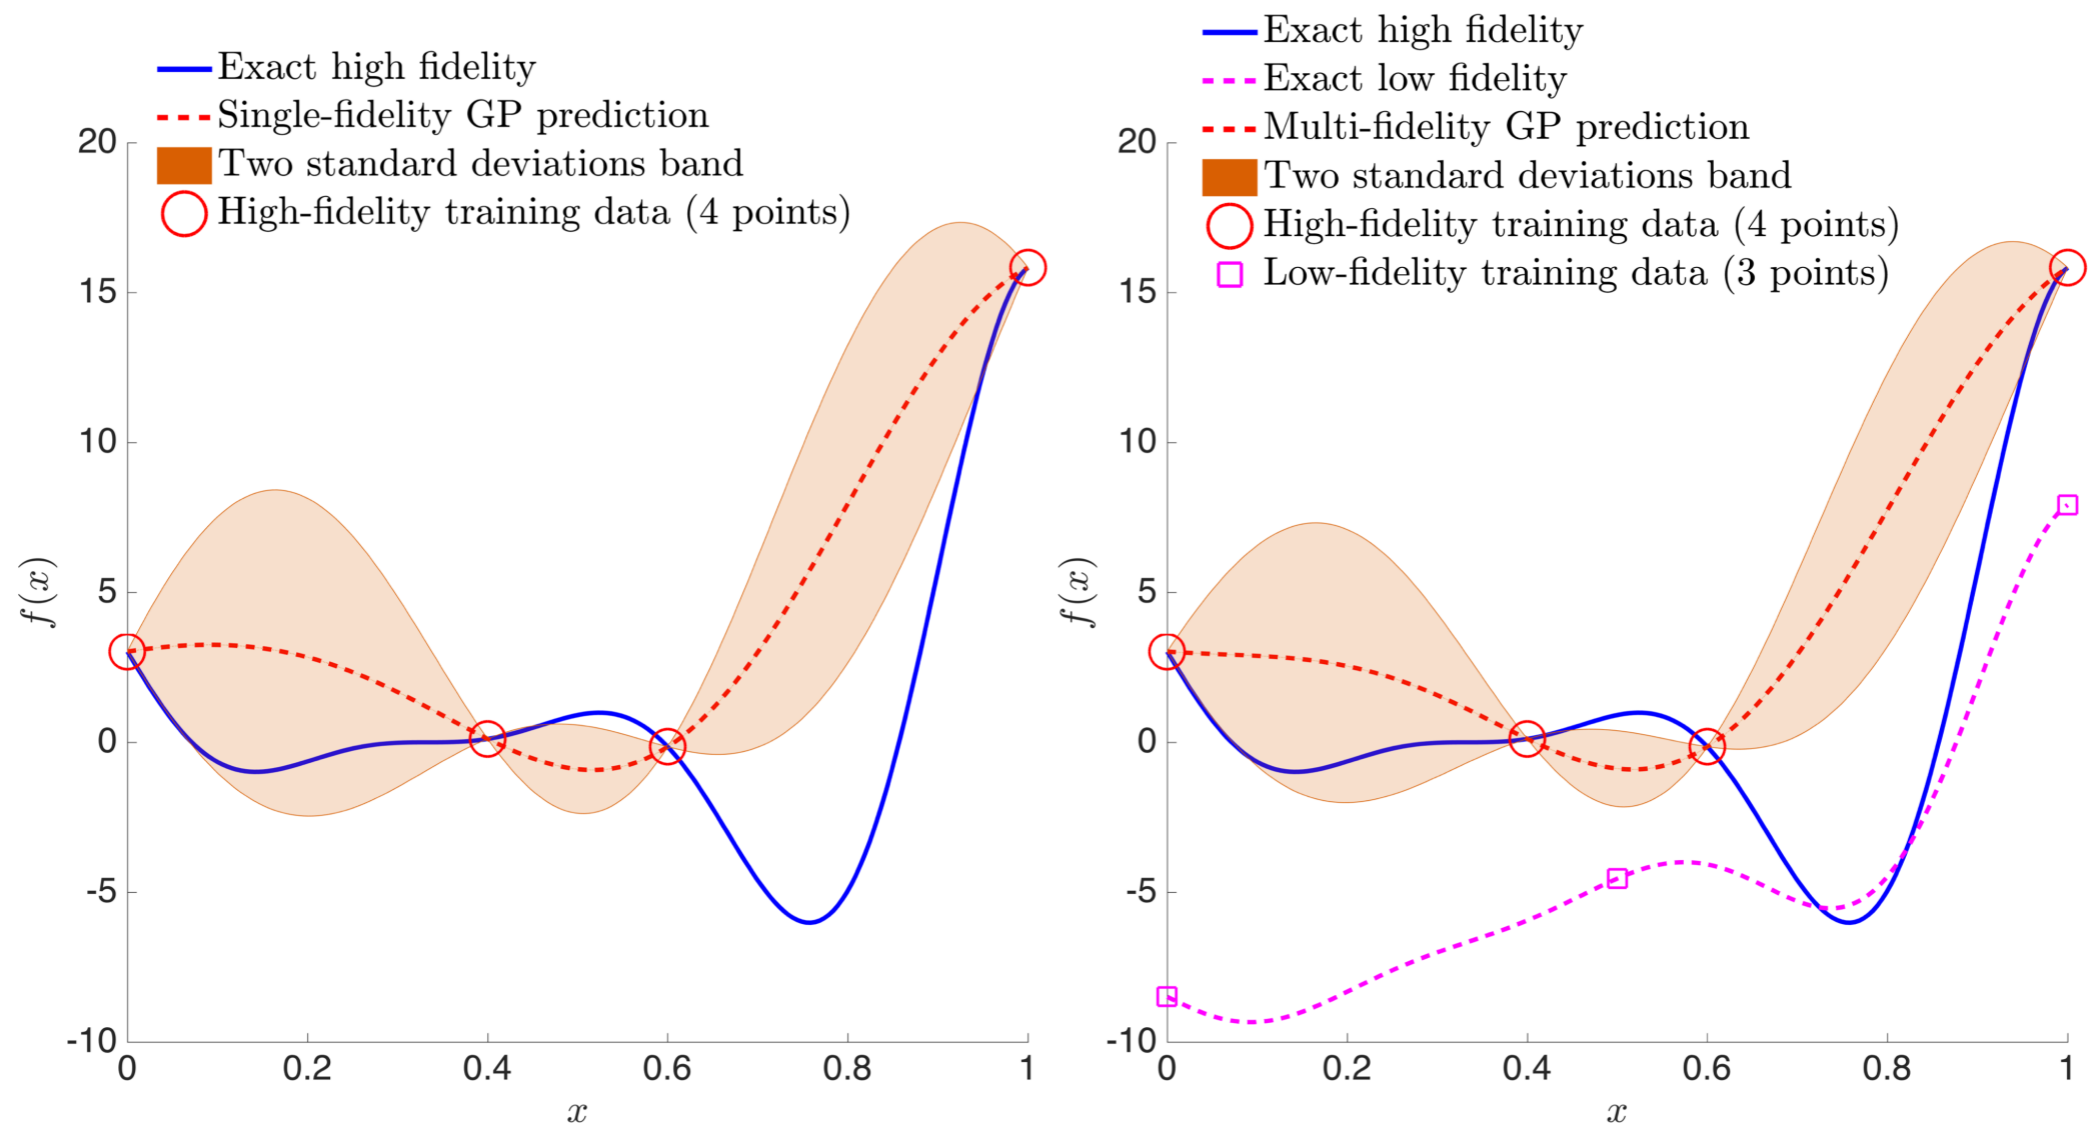 Exact high fidelity
Single-fidelity GP prediction
Two standard deviations band
High-fidelity training data (4 points)
20
15
10
5
0
-5
-10
f(x)
0
0.2
0.4
0.6
0.8
1
x
Exact high fidelity
Exact low fidelity
Multi-fidelity GP prediction
Two standard deviations band
High-fidelity training data (4 points)
Low-fidelity training data (3 points)
20
15
10
5
0
-5
-10
f(x)
0
0.2
0.4
0.6
0.8
1
x